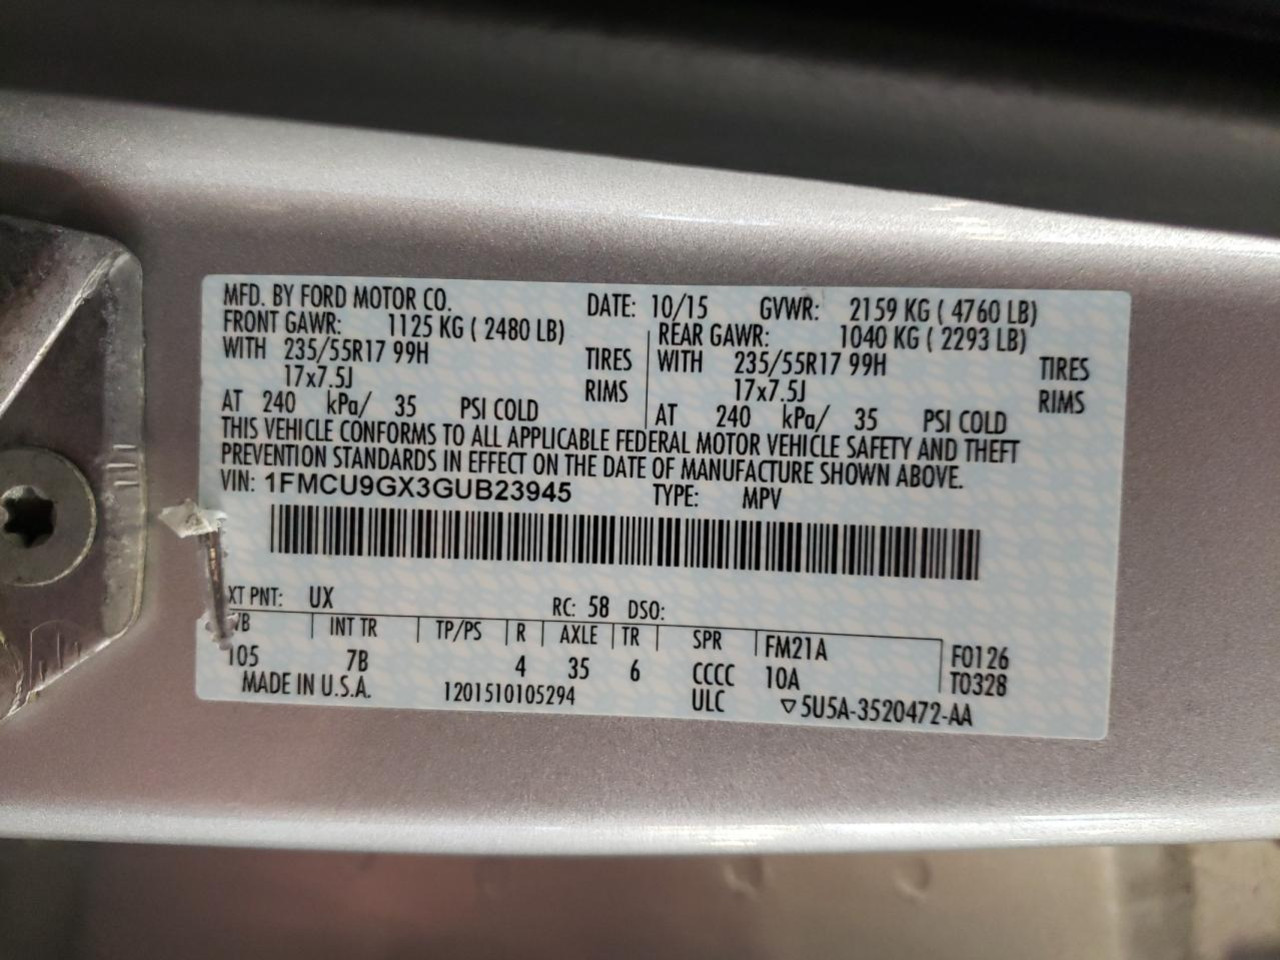 MFD. BY FORD MOTOR CO. DATE: 10/15 GVWR: 2159 KG ( 4760 LB)
FRONT GAWR: 1125 KG ( 2480 LB) REAR GAWR: 1040 KG ( 2293 LB)
WITH 235/55R17 99H TIRES WITH 235/55R17 99H TIRES
17x7.5J RIMS 17x7.5J RIMS
AT 240 kPa/ 35 PSI COLD AT 240 kPa/ 35 PSI COLD
THIS VEHICLE CONFORMS TO ALL APPLICABLE FEDERAL MOTOR VEHICLE SAFETY AND THEFT
PREVENTION STANDARDS IN EFFECT ON THE DATE OF MANUFACTURE SHOWN ABOVE.
VIN: 1FMCU9GX3GUB23945 TYPE: MPV
XT PNT: UX RC: 58 DSO:
WB INT TR TP/PS R AXLE TR SPR FM21A F0126
105 7B 4 35 6 CCCC 10A T0328
MADE IN U.S.A. 1201510105294 ULC ▽5U5A-3520472-AA